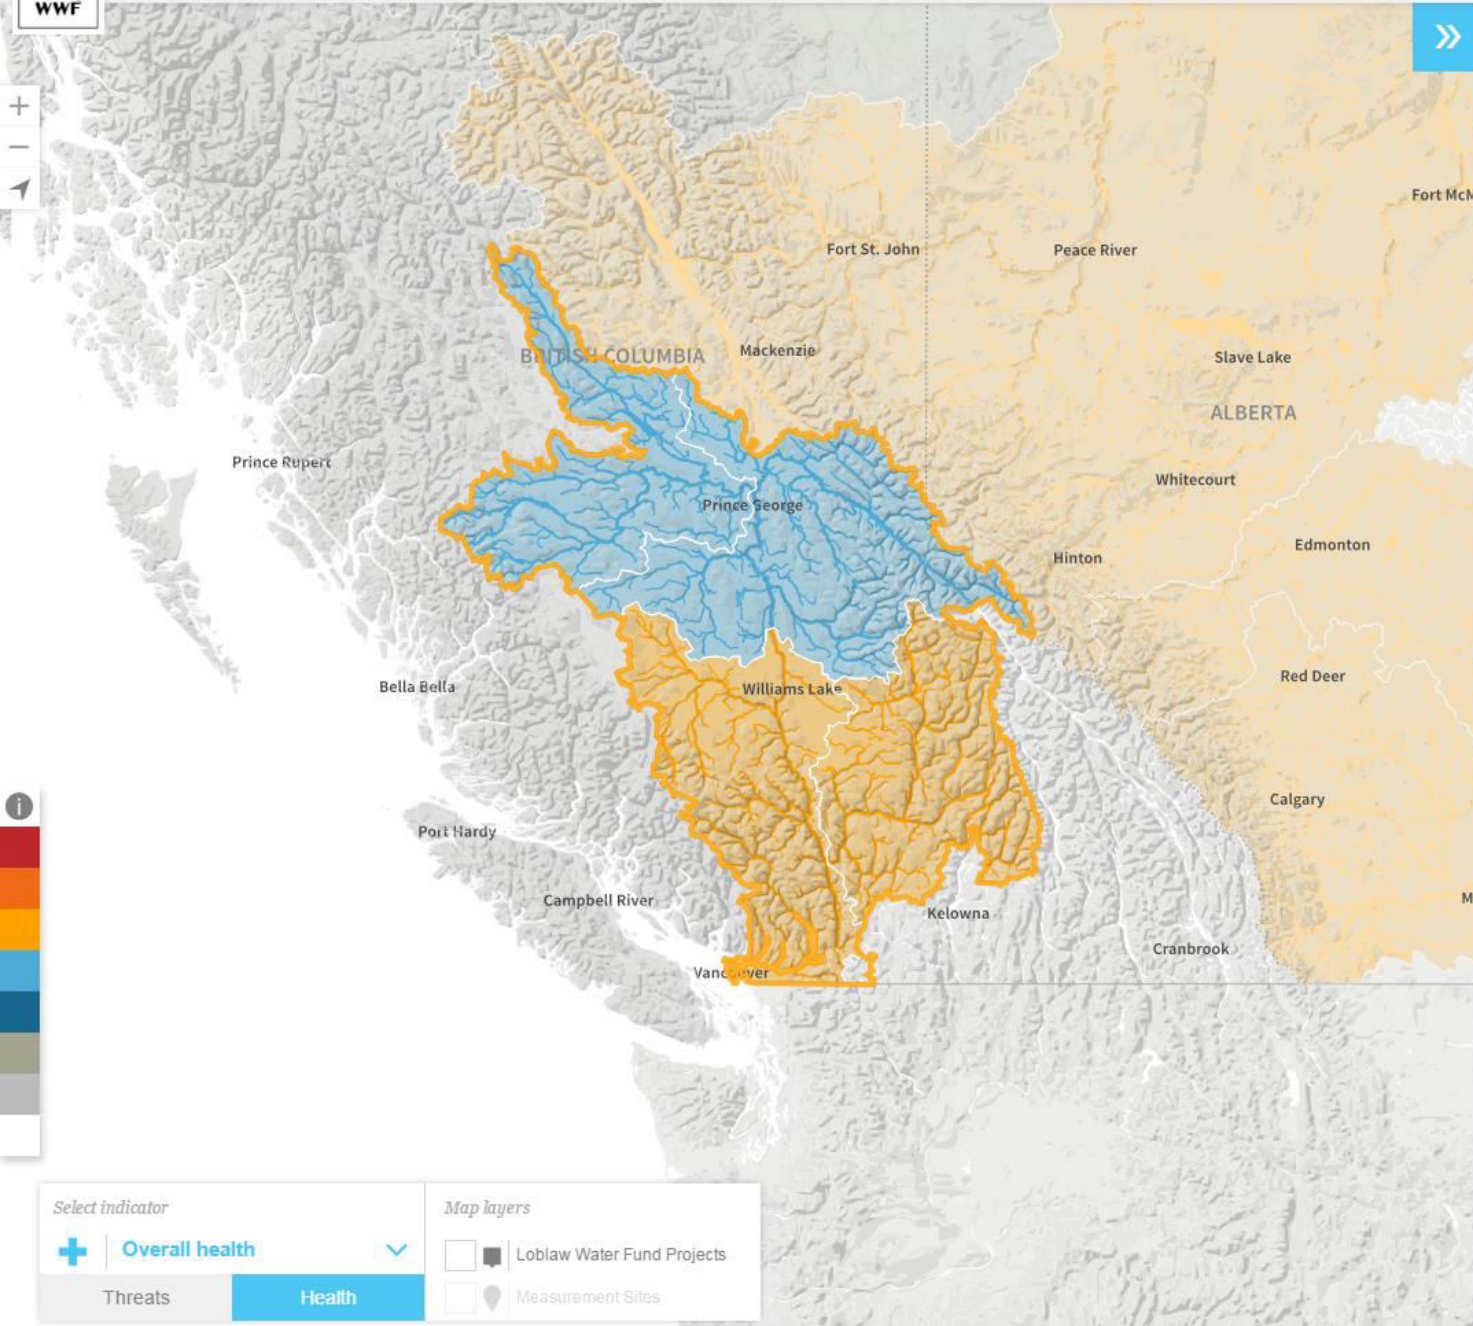 WWF
Fort McM
Fort St. John
Peace River
BRITISH COLUMBIA
Mackenzie
Slave Lake
ALBERTA
Prince Rupert
Whitecourt
Prince George
Edmonton
Hinton
Red Deer
Bella Bella
Williams Lake
Calgary
Port Hardy
M
Campbell River
Kelowna
Cranbrook
Vancouver
Select indicator
Overall health
Threats
Health
Map layers
Loblaw Water Fund Projects
Measurement Sites